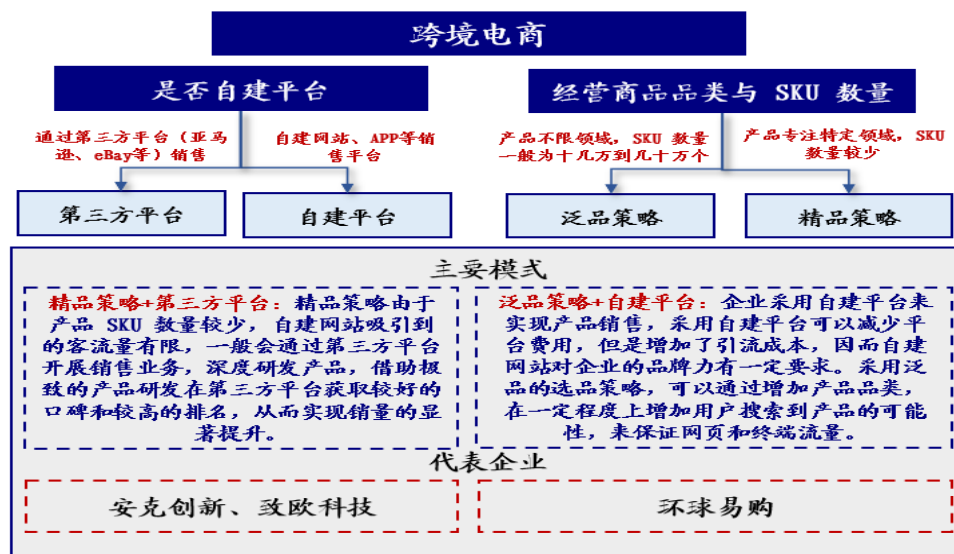 跨境电商
是否自建平台
经营商品品类与 SKU 数量
通过第三方平台（亚马
逊、eBay等）销售
自建网站、APP等销
售平台
产品不限领域，SKU 数量
一般为十几万到几十万个
产品专注特定领域，SKU
数量较少
第三方平台
自建平台
泛品策略
精品策略
主要模式
精品策略+第三方平台：精品策略由于
产品 SKU 数量较少，自建网站吸引到
的客流量有限，一般会通过第三方平台
开展销售业务，深度研发产品，借助极
致的产品研发在第三方平台获取较好的
口碑和较高的排名，从而实现销量的显
著提升。
泛品策略+自建平台：企业采用自建平台来
实现产品销售，采用自建平台可以减少平
台费用，但是增加了引流成本，因而自建
网站对企业的品牌力有一定要求。采用泛
品的选品策略，可以通过增加产品品类，
在一定程度上增加用户搜索到产品的可能
性，来保证网页和终端流量。
代表企业
安克创新、致欧科技
环球易购